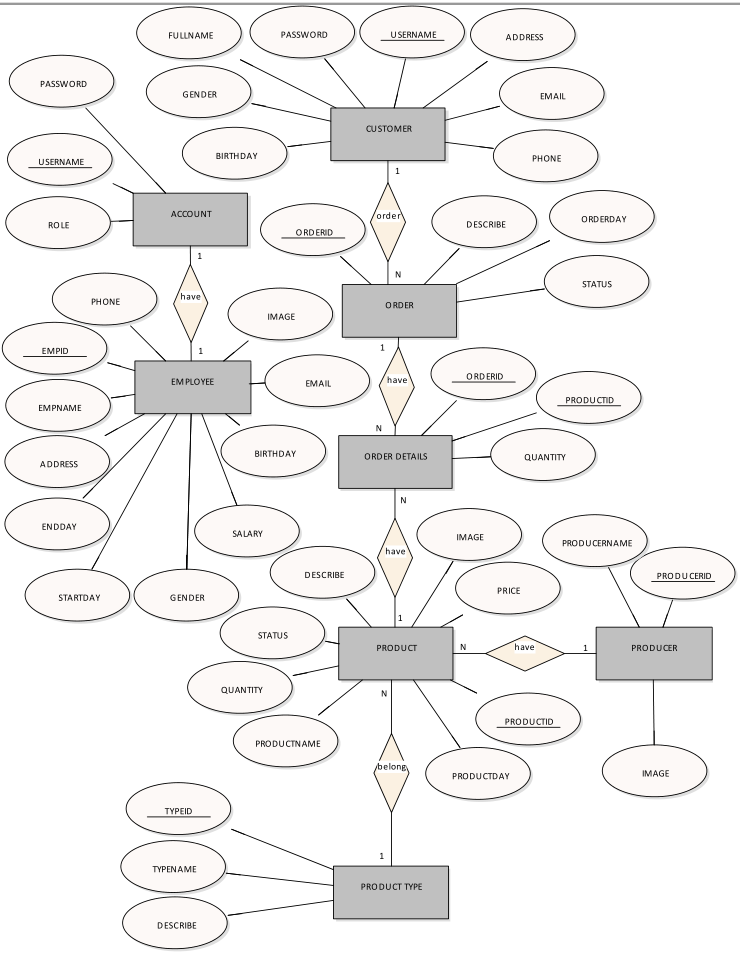 FULLNAME
PASSWORD
USERNAME
ADDRESS
GENDER
EMAIL
BIRTHDAY
PHONE
CUSTOMER
1
order
N
PASSWORD
USERNAME
ROLE
ACCOUNT
1
have
1
ORDERID
DESCRIBE
ORDERDAY
STATUS
ORDER
1
have
N
PHONE
IMAGE
EMPID
EMPLOYEE
EMAIL
EMPNAME
ADDRESS
BIRTHDAY
ENDDAY
SALARY
STARTDAY
GENDER
ORDERID
PRODUCTID
QUANTITY
ORDER DETAILS
N
have
1
IMAGE
DESCRIBE
PRICE
STATUS
PRODUCT
QUANTITY
PRODUCTNAME
PRODUCTID
PRODUCTDAY
N
have
1
PRODUCERNAME
PRODUCERID
PRODUCER
IMAGE
N
belong
1
TYPEID
TYPENAME
DESCRIBE
PRODUCT TYPE